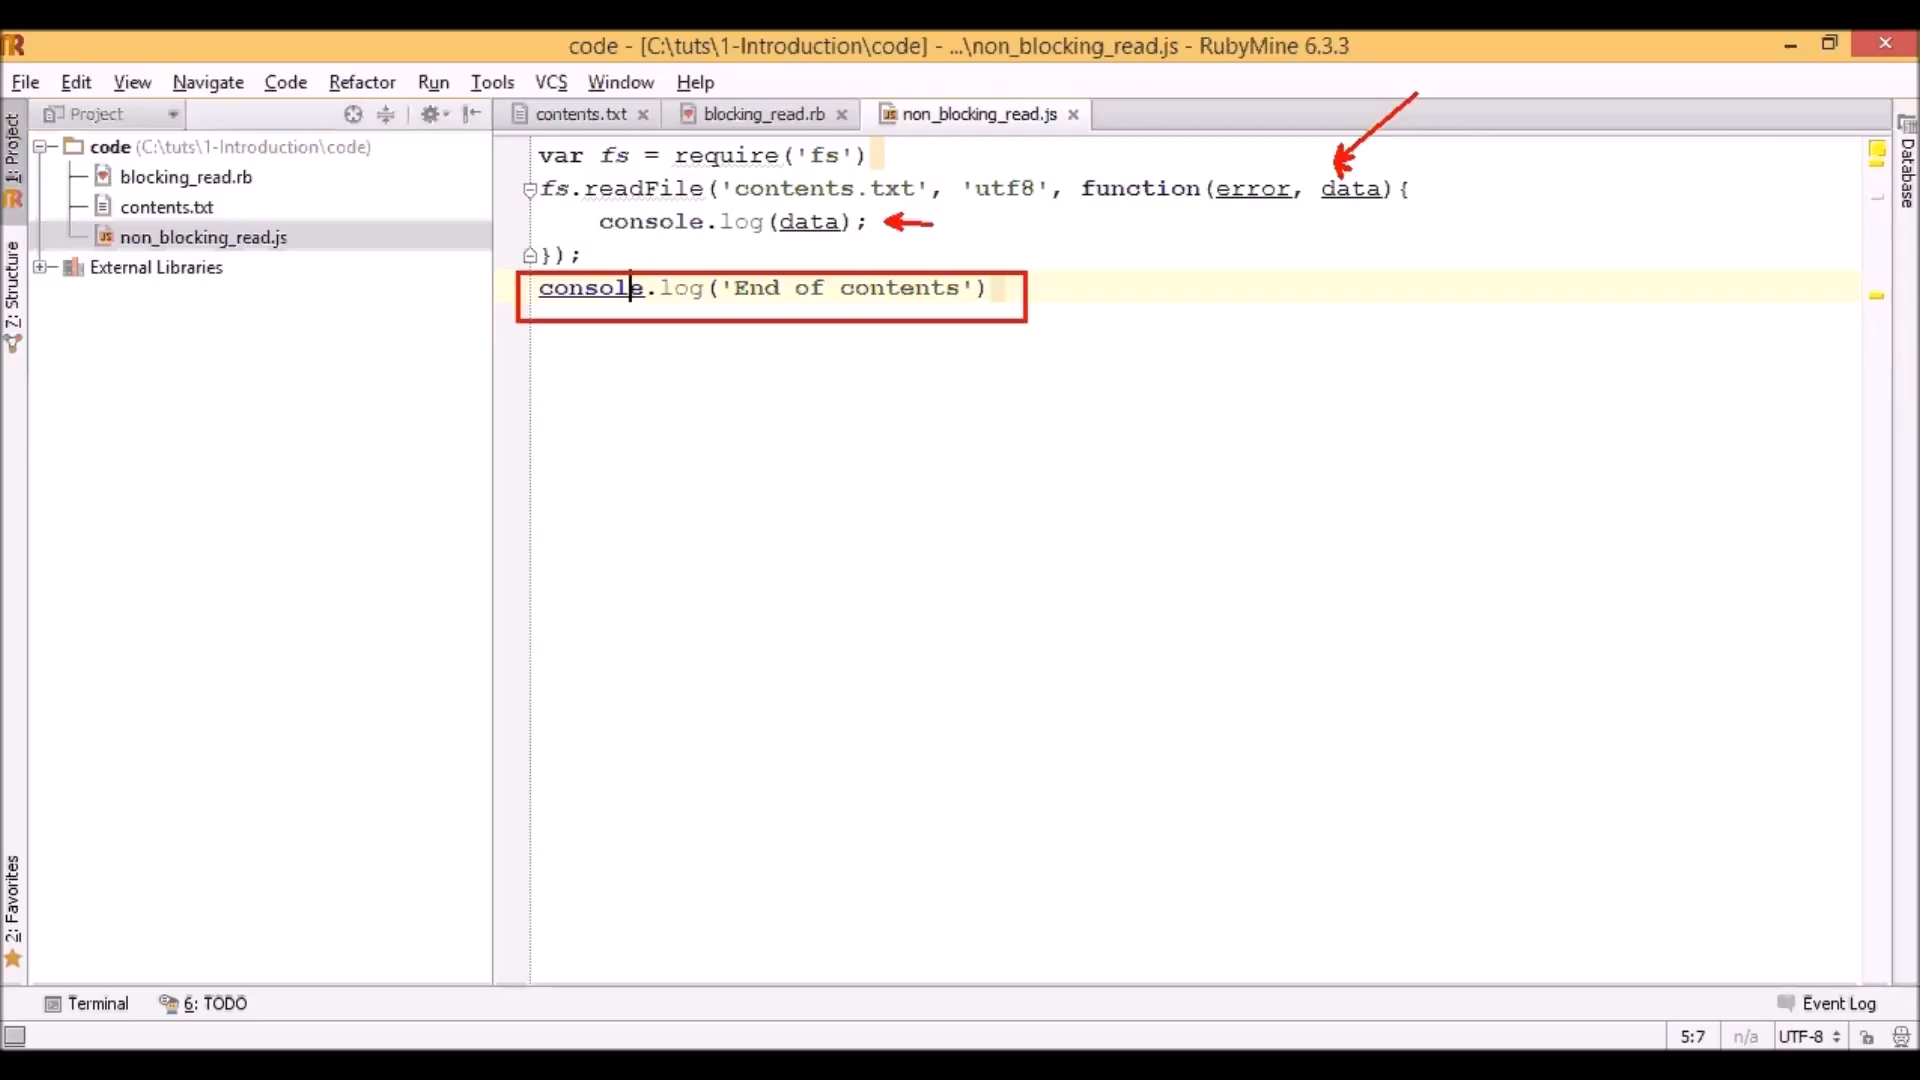 code - [C:\tuts\1-Introduction\code] - ...\non_blocking_read.js - RubyMine 6.3.3
File Edit View Navigate Code Refactor Run Tools VCS Window Help
Project
contents.txt
blocking_read.rb
non_blocking_read.js
1: Project
7: Structure
2: Favorites
code (C:\tuts\1-Introduction\code)
blocking_read.rb
contents.txt
non_blocking_read.js
External Libraries
var fs = require('fs')
fs.readFile('contents.txt', 'utf8', function(error, data){
console.log(data);
});
console.log('End of contents')
Database
Terminal
6: TODO
Event Log
5:7 n/a UTF-8